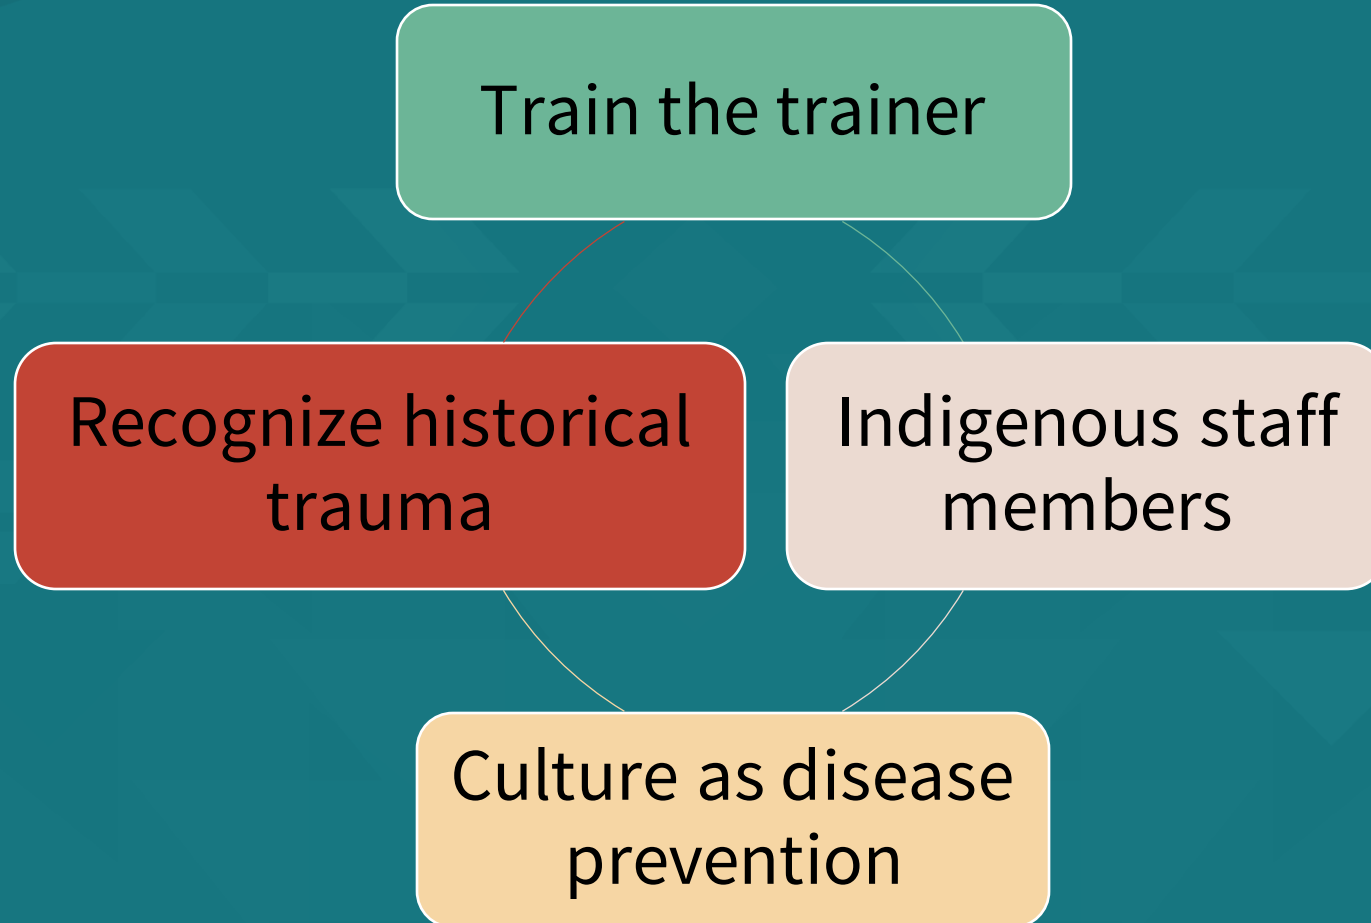 Train the trainer
Recognize historical
trauma
Indigenous staff
members
Culture as disease
prevention